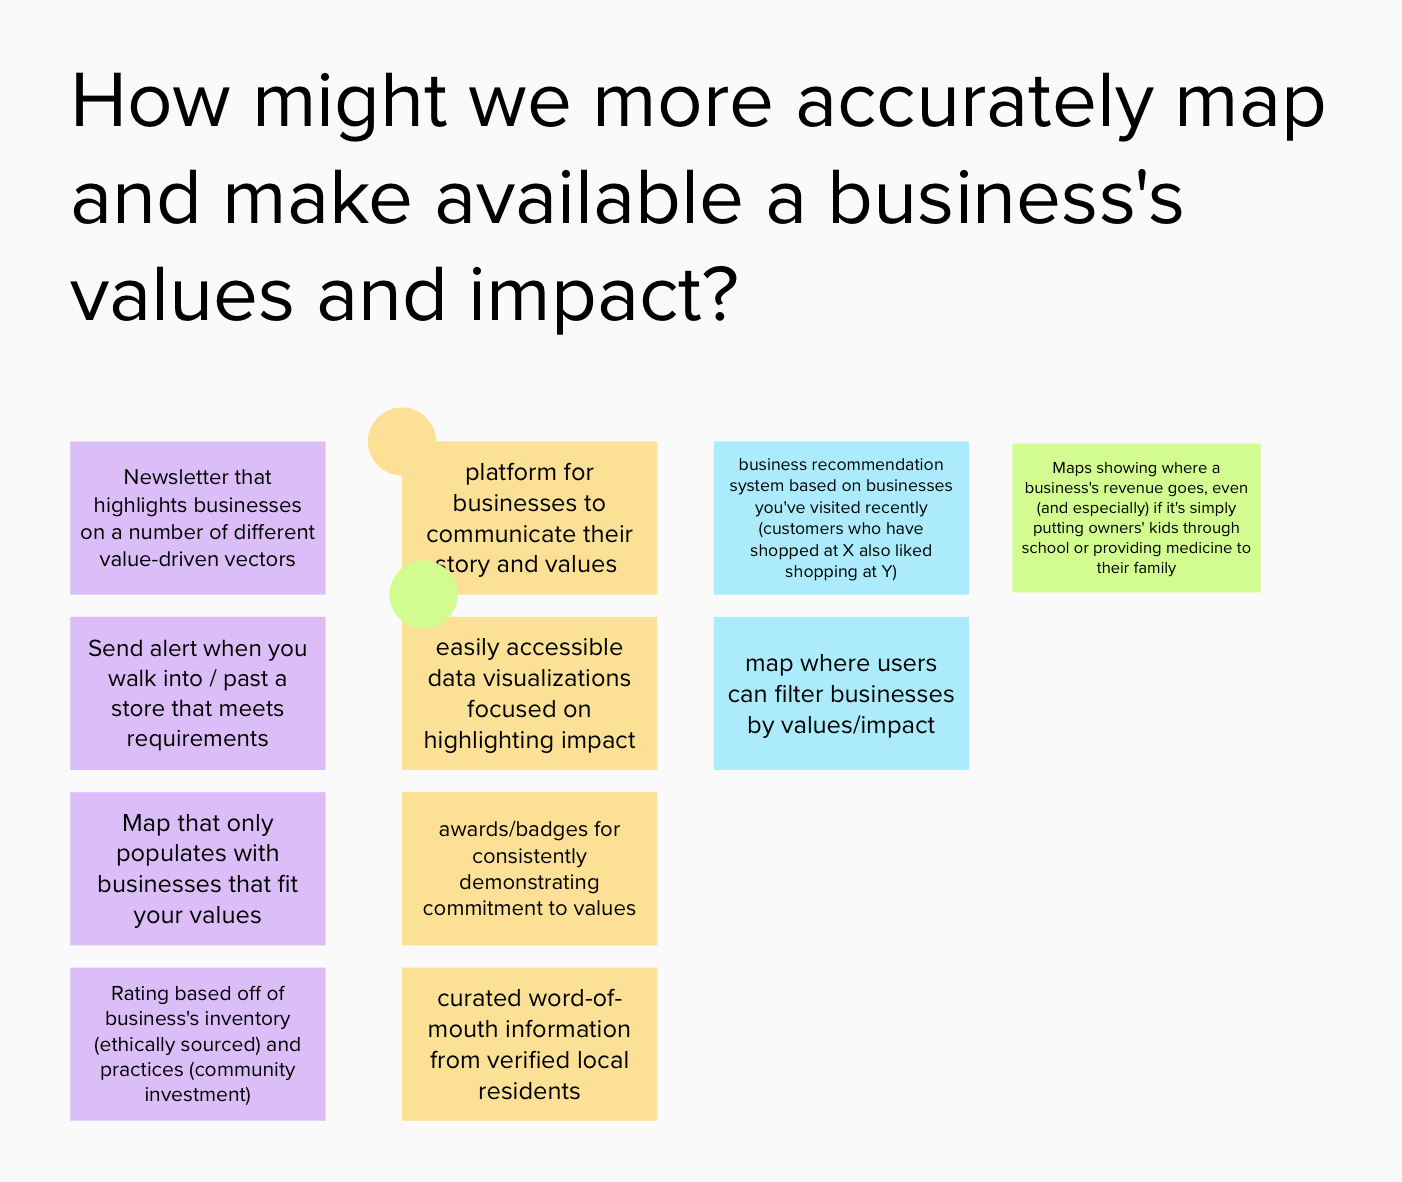 How might we more accurately map
and make available a business's
values and impact?
Newsletter that
highlights businesses
on a number of different
value-driven vectors
platform for
businesses to
communicate their
story and values
business recommendation
system based on businesses
you've visited recently
(customers who have
shopped at X also liked
shopping at Y)
Maps showing where a
business's revenue goes, even
(and especially) if it's simply
putting owners' kids through
school or providing medicine to
their family
Send alert when you
walk into / past a
store that meets
requirements
easily accessible
data visualizations
focused on
highlighting impact
map where users
can filter businesses
by values/impact
Map that only
populates with
businesses that fit
your values
awards/badges for
consistently
demonstrating
commitment to values
Rating based off of
business's inventory
(ethically sourced) and
practices (community
investment)
curated word-of-
mouth information
from verified local
residents